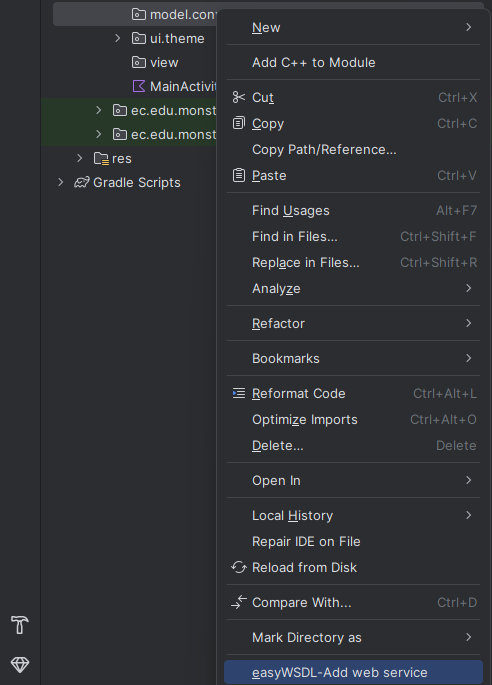 model.con
New
ui.theme
view
Add C++ to Module
MainActivit
Cut Ctrl+X
ec.edu.monst
Copy Ctrl+C
ec.edu.monst
Copy Path/Reference...
res
Paste Ctrl+V
Gradle Scripts
Find Usages Alt+F7
Find in Files... Ctrl+Shift+F
Replace in Files... Ctrl+Shift+R
Analyze
Refactor
Bookmarks
Reformat Code Ctrl+Alt+L
Optimize Imports Ctrl+Alt+O
Delete... Delete
Open In
Local History
Repair IDE on File
Reload from Disk
Compare With... Ctrl+D
Mark Directory as
easyWSDL-Add web service